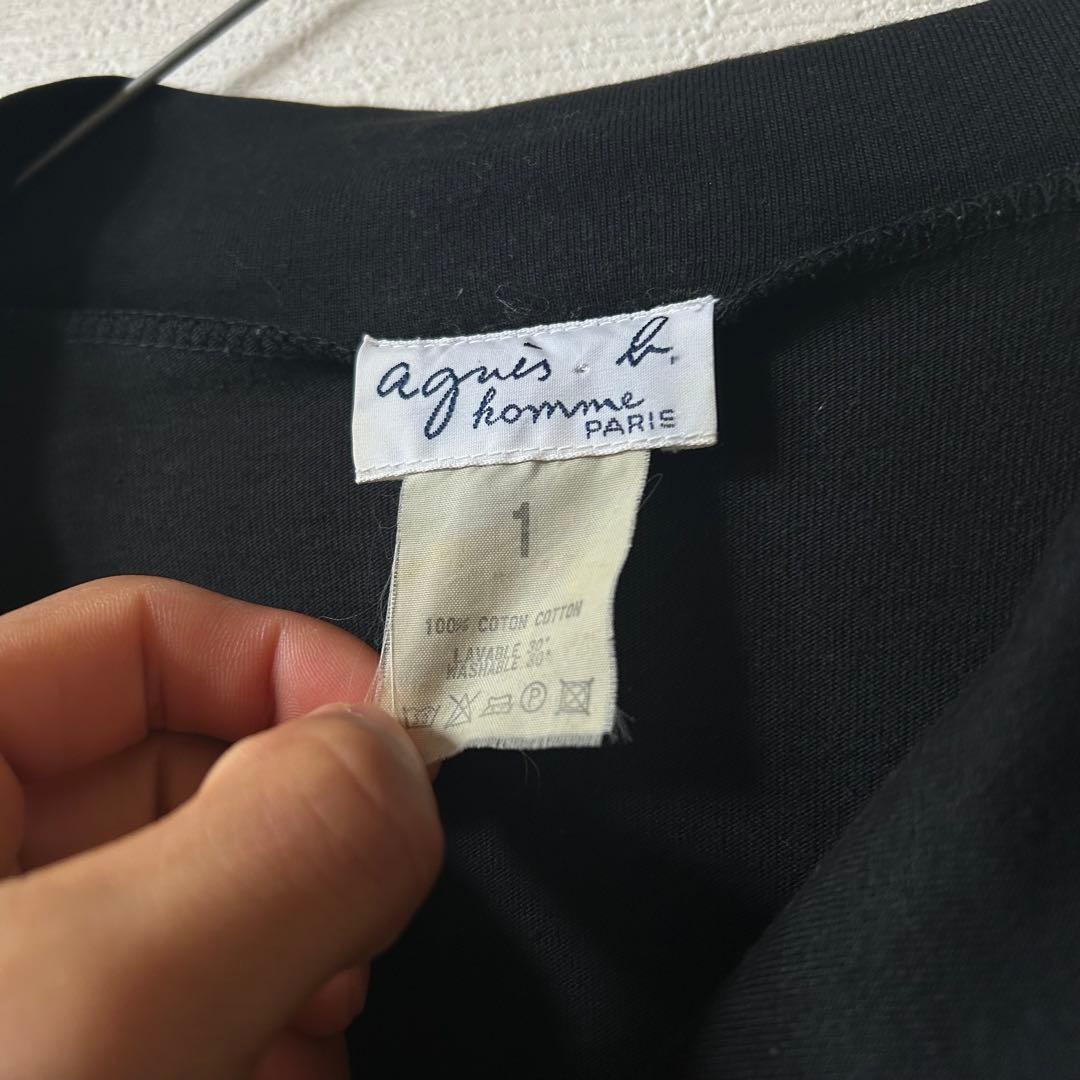 agnès b.
homme
PARIS
1
100% COTON COTTON
LAVABLE 30°
WASHABLE 30°
P